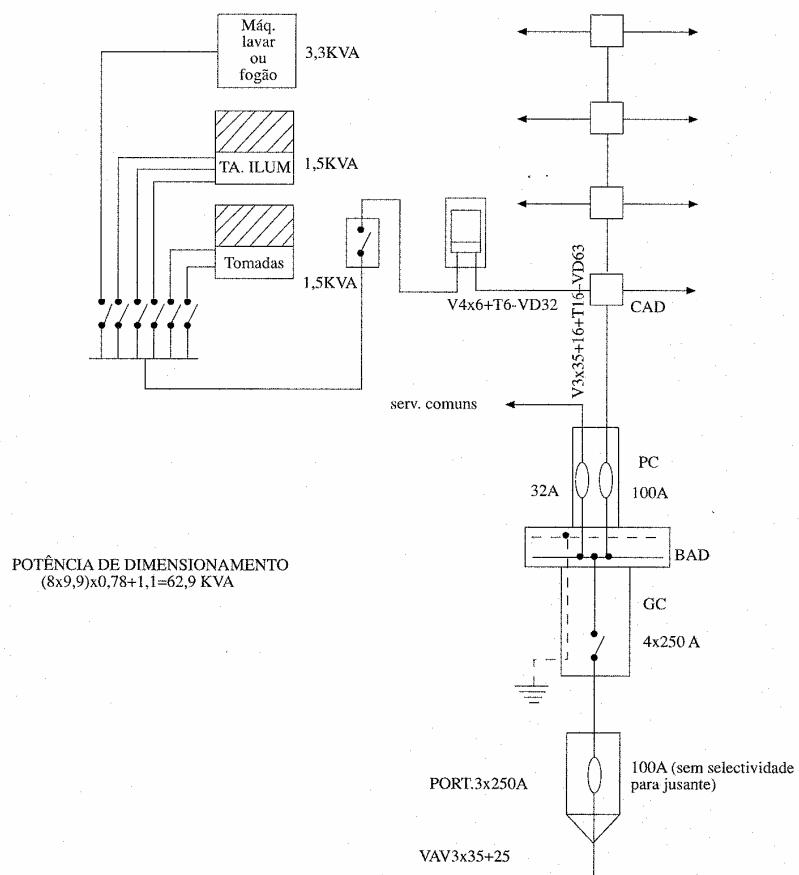 Máq.
lavar
ou
fogão
3,3KVA
TA. ILUM
1,5KVA
Tomadas
1,5KVA
V4x6+T6-VD32
V3x35+16+T16-VD63
CAD
serv. comuns
PC
32A
100A
BAD
POTÊNCIA DE DIMENSIONAMENTO
(8x9,9)x0,78+1,1=62,9 KVA
GC
4x250 A
PORT.3x250A
100A (sem selectividade
para jusante)
VAV3x35+25